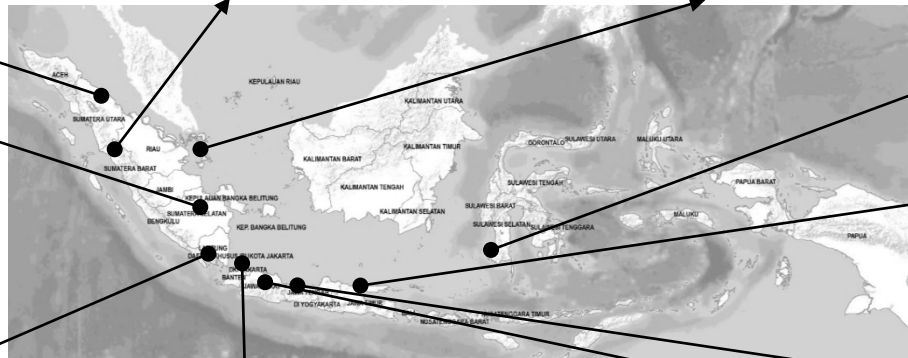 ACEH
SUMATERA UTARA
RIAU
SUMATERA BARAT
JAMBI
KEPULAUAN BANGKA BELITUNG
SUMATERA SELATAN
BENGKULU
KEP. BANGKA BELITUNG
KEPULAUAN RIAU
KALIMANTAN UTARA
KALIMANTAN BARAT
KALIMANTAN TIMUR
KALIMANTAN TENGAH
KALIMANTAN SELATAN
GORONTALO
SULAWESI UTARA
MALUKU UTARA
SULAWESI TENGAH
SULAWESI BARAT
SULAWESI SELATAN
SULAWESI TENGGARA
MALUKU
PAPUA BARAT
PAPUA
BANTEN
DI YOGYAKARTA